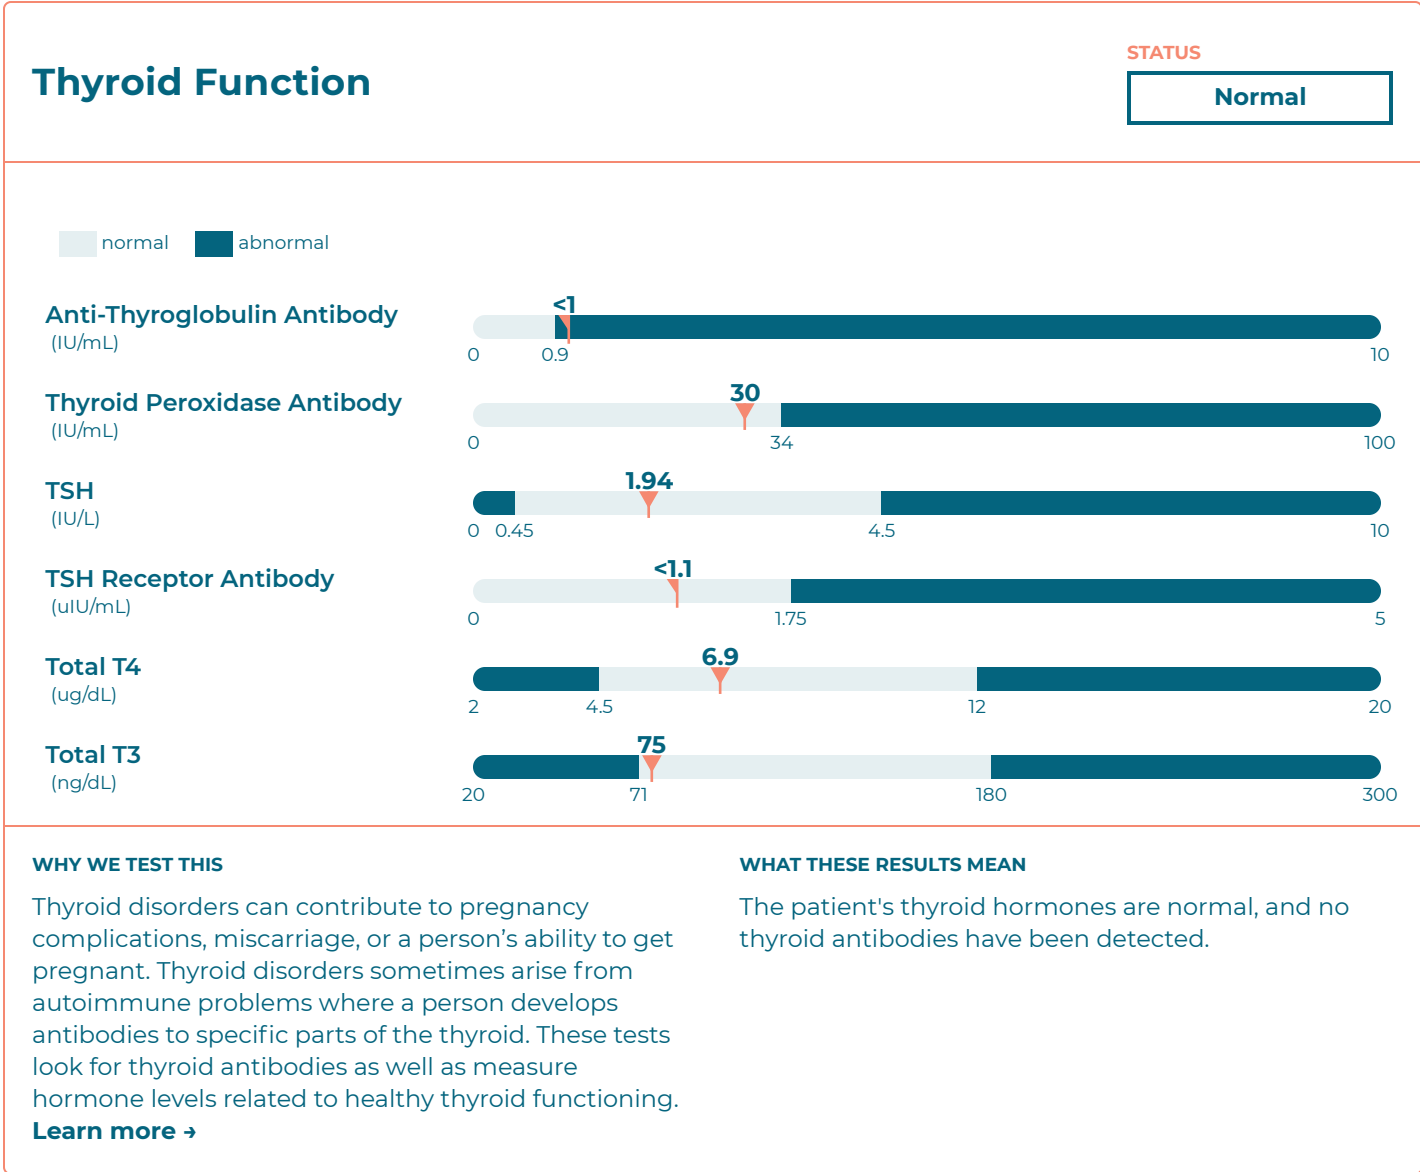 Thyroid Function
STATUS
Normal
normal abnormal
Anti-Thyroglobulin Antibody
(IU/mL)
<1
0 0.9 10
Thyroid Peroxidase Antibody
(IU/mL)
30
0 34 100
TSH
(IU/L)
1.94
0 0.45 4.5 10
TSH Receptor Antibody
(uIU/mL)
<1.1
0 1.75 5
Total T4
(ug/dL)
6.9
2 4.5 12 20
Total T3
(ng/dL)
75
20 71 180 300
WHY WE TEST THIS
Thyroid disorders can contribute to pregnancy
complications, miscarriage, or a person’s ability to get
pregnant. Thyroid disorders sometimes arise from
autoimmune problems where a person develops
antibodies to specific parts of the thyroid. These tests
look for thyroid antibodies as well as measure
hormone levels related to healthy thyroid functioning.
Learn more →
WHAT THESE RESULTS MEAN
The patient's thyroid hormones are normal, and no
thyroid antibodies have been detected.